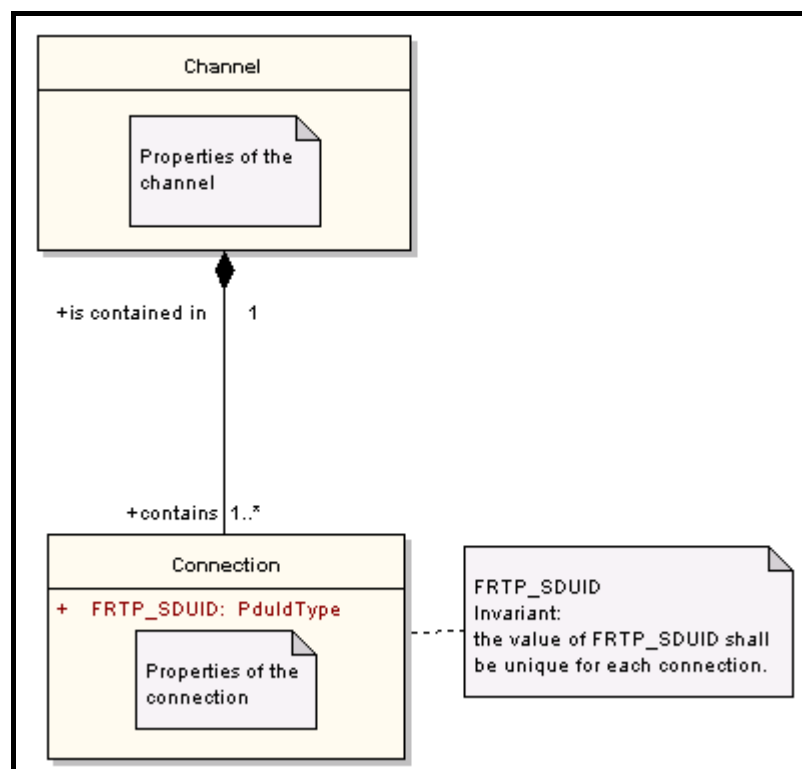 Channel
Properties of the
channel
+is contained in 1
+contains 1..*
Connection
+ FRTP_SDUID: PduIdType
Properties of the
connection
FRTP_SDUID
Invariant:
the value of FRTP_SDUID shall
be unique for each connection.